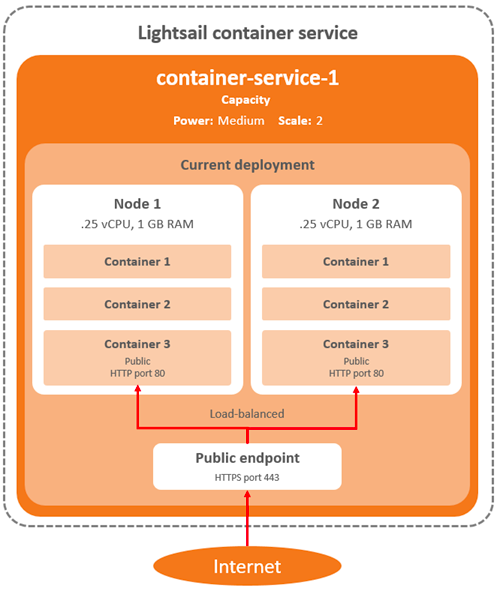 Lightsail container service
container-service-1
Capacity
Power: Medium Scale: 2
Current deployment
Node 1
.25 vCPU, 1 GB RAM
Container 1
Container 2
Container 3
Public
HTTP port 80
Node 2
.25 vCPU, 1 GB RAM
Container 1
Container 2
Container 3
Public
HTTP port 80
Load-balanced
Public endpoint
HTTPS port 443
Internet